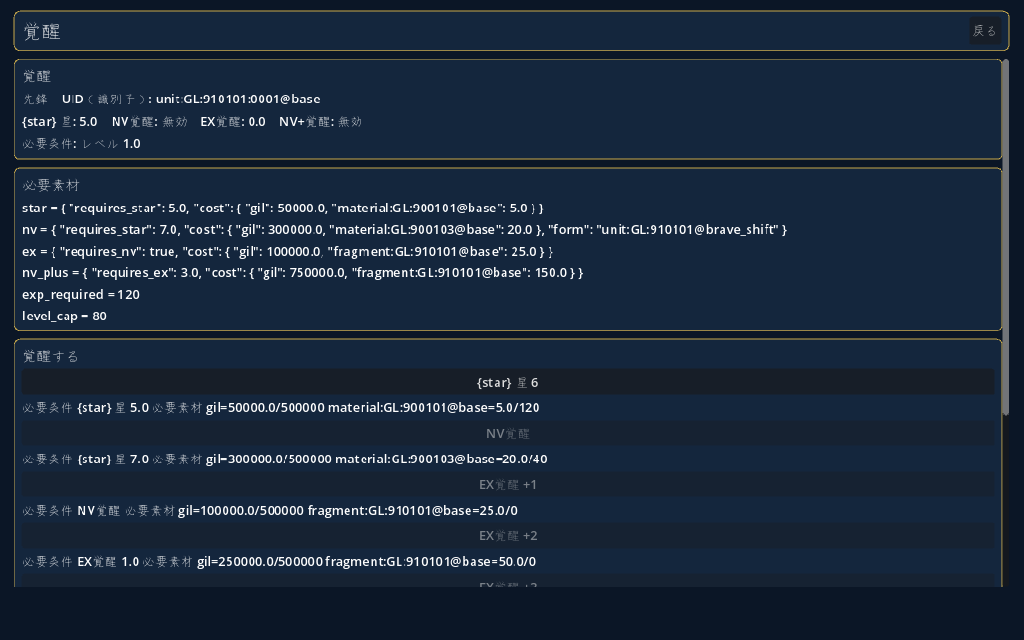 覚醒
戻る
覚醒
先鋒 UID（識別子）: unit:GL:910101:0001@base
{star} 星: 5.0 NV覚醒: 無効 EX覚醒: 0.0 NV+覚醒: 無効
必要条件: レベル 1.0
必要素材
star = { "requires_star": 5.0, "cost": { "gil": 50000.0, "material:GL:900101@base": 5.0 } }
nv = { "requires_star": 7.0, "cost": { "gil": 300000.0, "material:GL:900103@base": 20.0 }, "form": "unit:GL:910101@brave_shift" }
ex = { "requires_nv": true, "cost": { "gil": 100000.0, "fragment:GL:910101@base": 25.0 } }
nv_plus = { "requires_ex": 3.0, "cost": { "gil": 750000.0, "fragment:GL:910101@base": 150.0 } }
exp_required = 120
level_cap = 80
覚醒する
{star} 星 6
必要条件 {star} 星 5.0 必要素材 gil=50000.0/500000 material:GL:900101@base=5.0/120
NV覚醒
必要条件 {star} 星 7.0 必要素材 gil=300000.0/500000 material:GL:900103@base=20.0/40
EX覚醒 +1
必要条件 NV覚醒 必要素材 gil=100000.0/500000 fragment:GL:910101@base=25.0/0
EX覚醒 +2
必要条件 EX覚醒 1.0 必要素材 gil=250000.0/500000 fragment:GL:910101@base=50.0/0
EX覚醒 +3